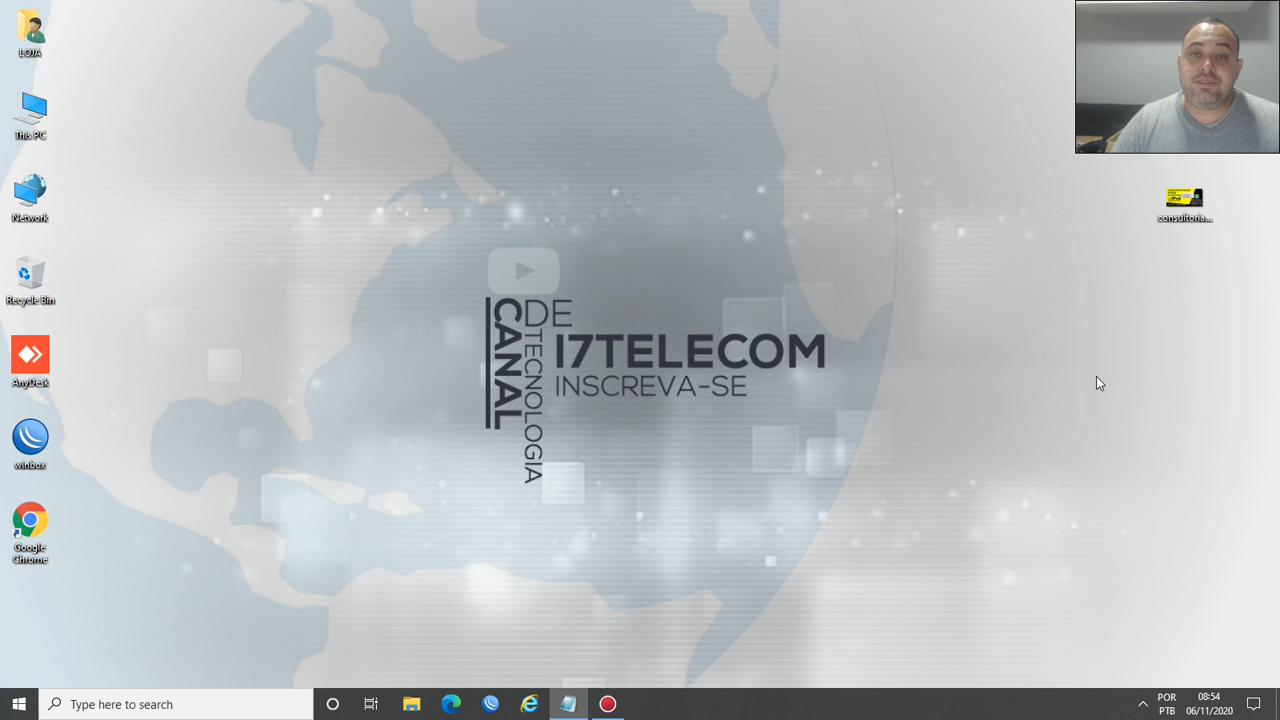 LOJA
This PC
Network
Recycle Bin
AnyDesk
winbox
Google
Chrome
consultoria...
CANAL
DE
TECNOLOGIA
I7TELECOM
INSCREVA-SE
Type here to search
POR
PTB
08:54
06/11/2020